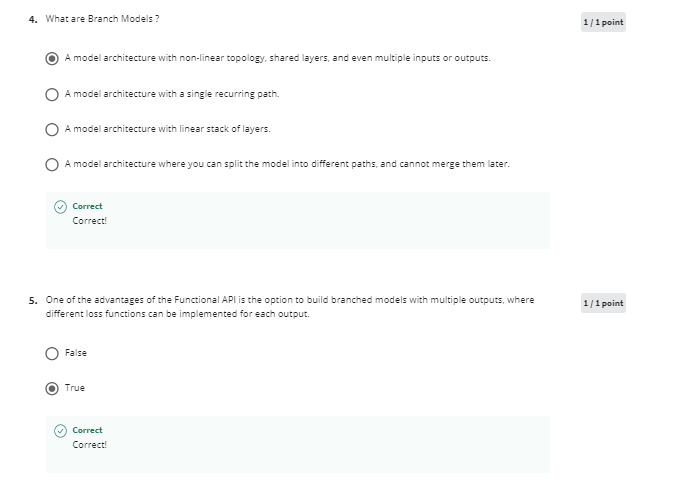 4. What are Branch Models ?
1 / 1 point
A model architecture with non-linear topology, shared layers, and even multiple inputs or outputs.
A model architecture with a single recurring path.
A model architecture with linear stack of layers.
A model architecture where you can split the model into different paths, and cannot merge them later.
Correct
Correct!
5. One of the advantages of the Functional API is the option to build branched models with multiple outputs, where
different loss functions can be implemented for each output.
1 / 1 point
False
True
Correct
Correct!